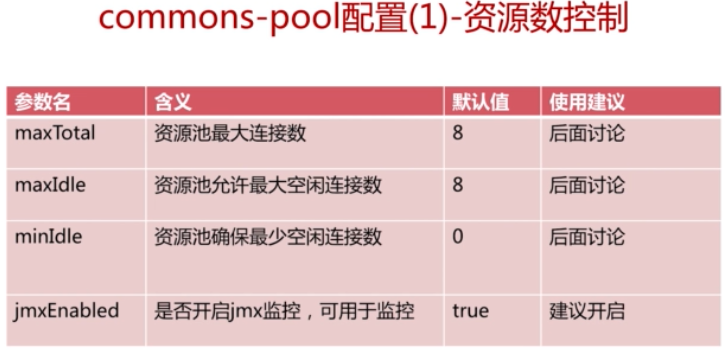 commons-pool配置(1)-资源数控制
参数名 含义 默认值 使用建议
maxTotal 资源池最大连接数 8 后面讨论
maxIdle 资源池允许最大空闲连接数 8 后面讨论
minIdle 资源池确保最少空闲连接数 0 后面讨论
jmxEnabled 是否开启jmx监控，可用于监控 true 建议开启